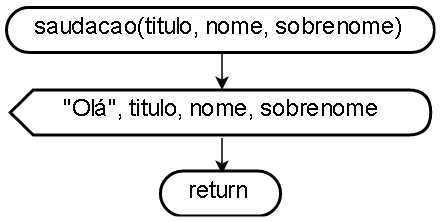 saudacao(titulo, nome, sobrenome)
"Olá", titulo, nome, sobrenome
return